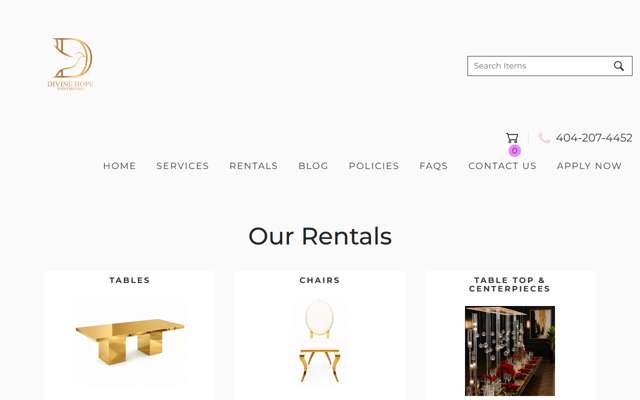 DIVINE HOPE
Search Items
404-207-4452
0
HOME SERVICES RENTALS BLOG POLICIES FAQS CONTACT US APPLY NOW
Our Rentals
TABLES
CHAIRS
TABLE TOP &
CENTERPIECES